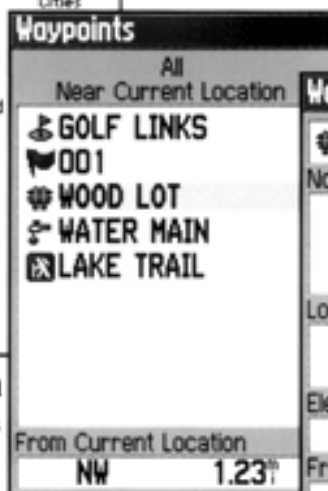 Cities
Waypoints
All
Near Current Location
GOLF LINKS
001
WOOD LOT
WATER MAIN
LAKE TRAIL
From Current Location
NW 1.23